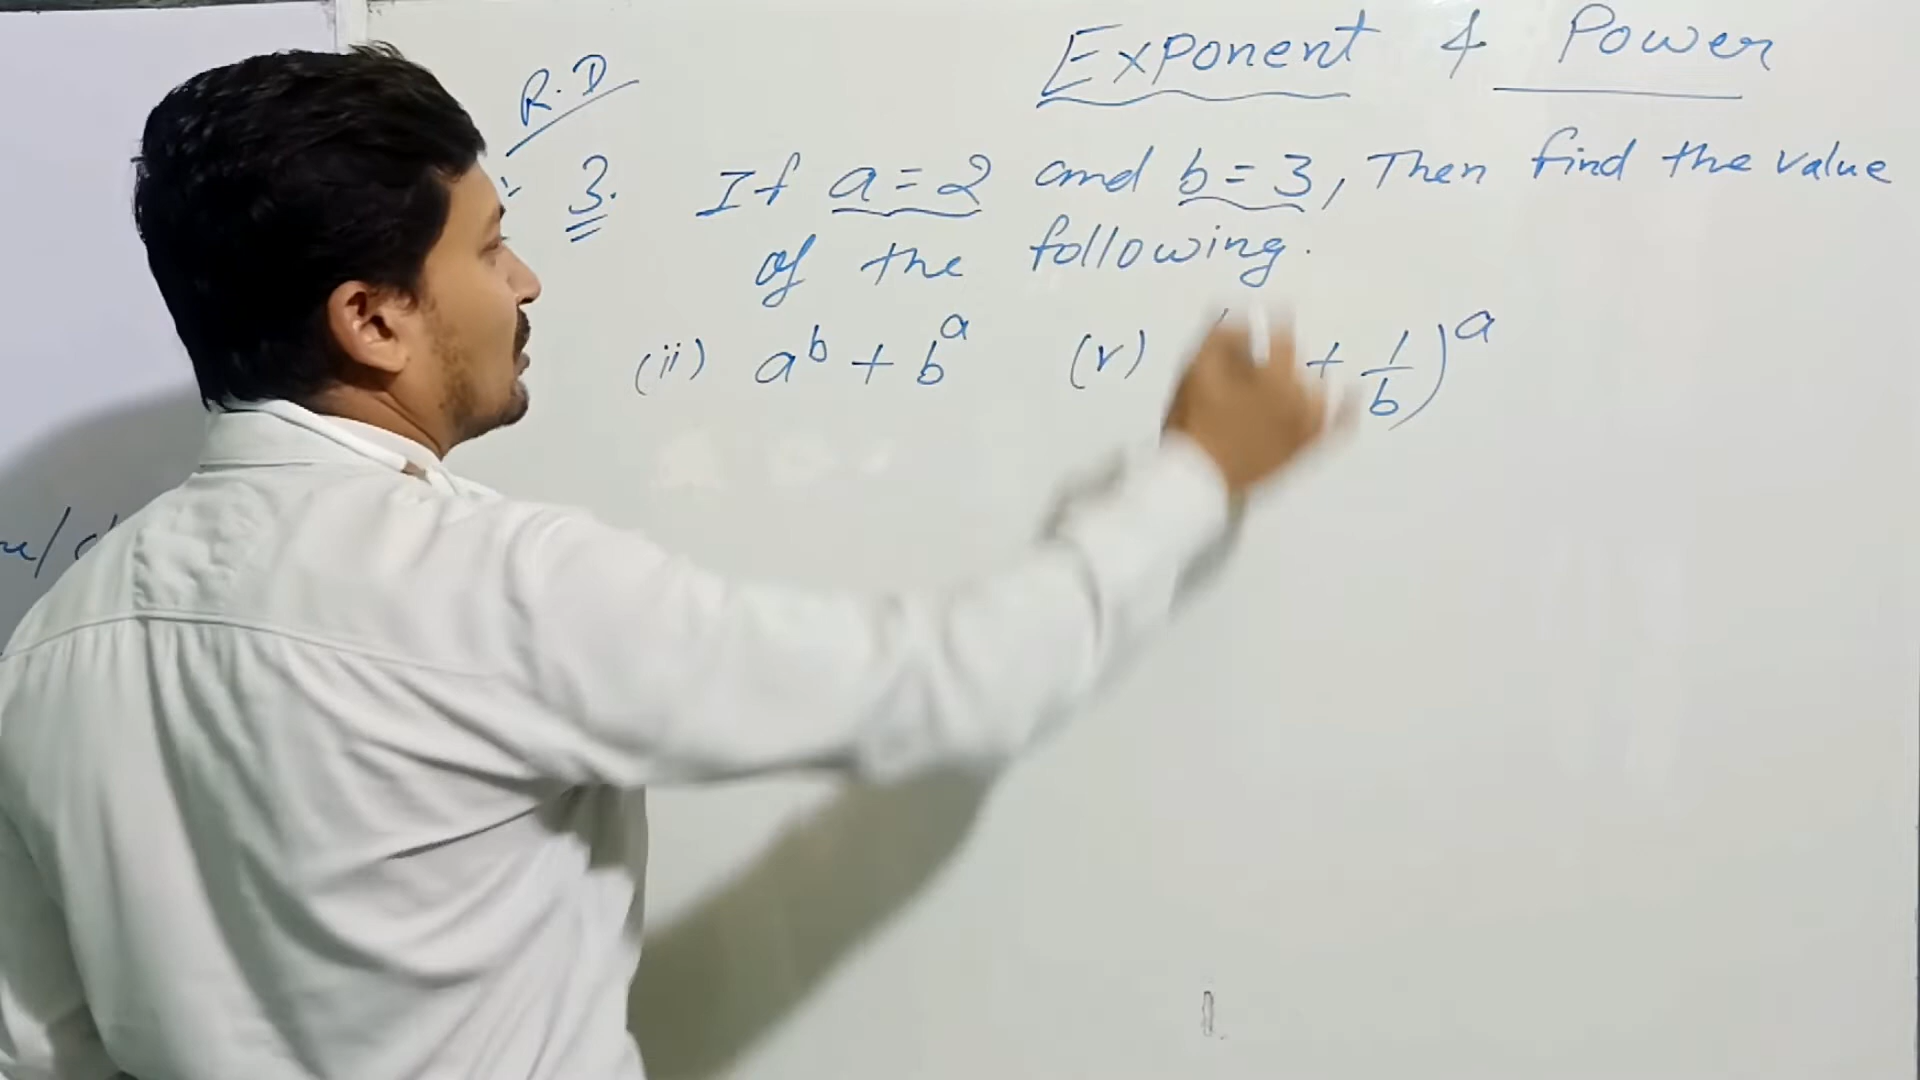 Exponent & Power
R.D
3. If a = 2 and b = 3, Then find the value
of the following.
(ii) a^b + b^a (v) ( + 1/b)^a